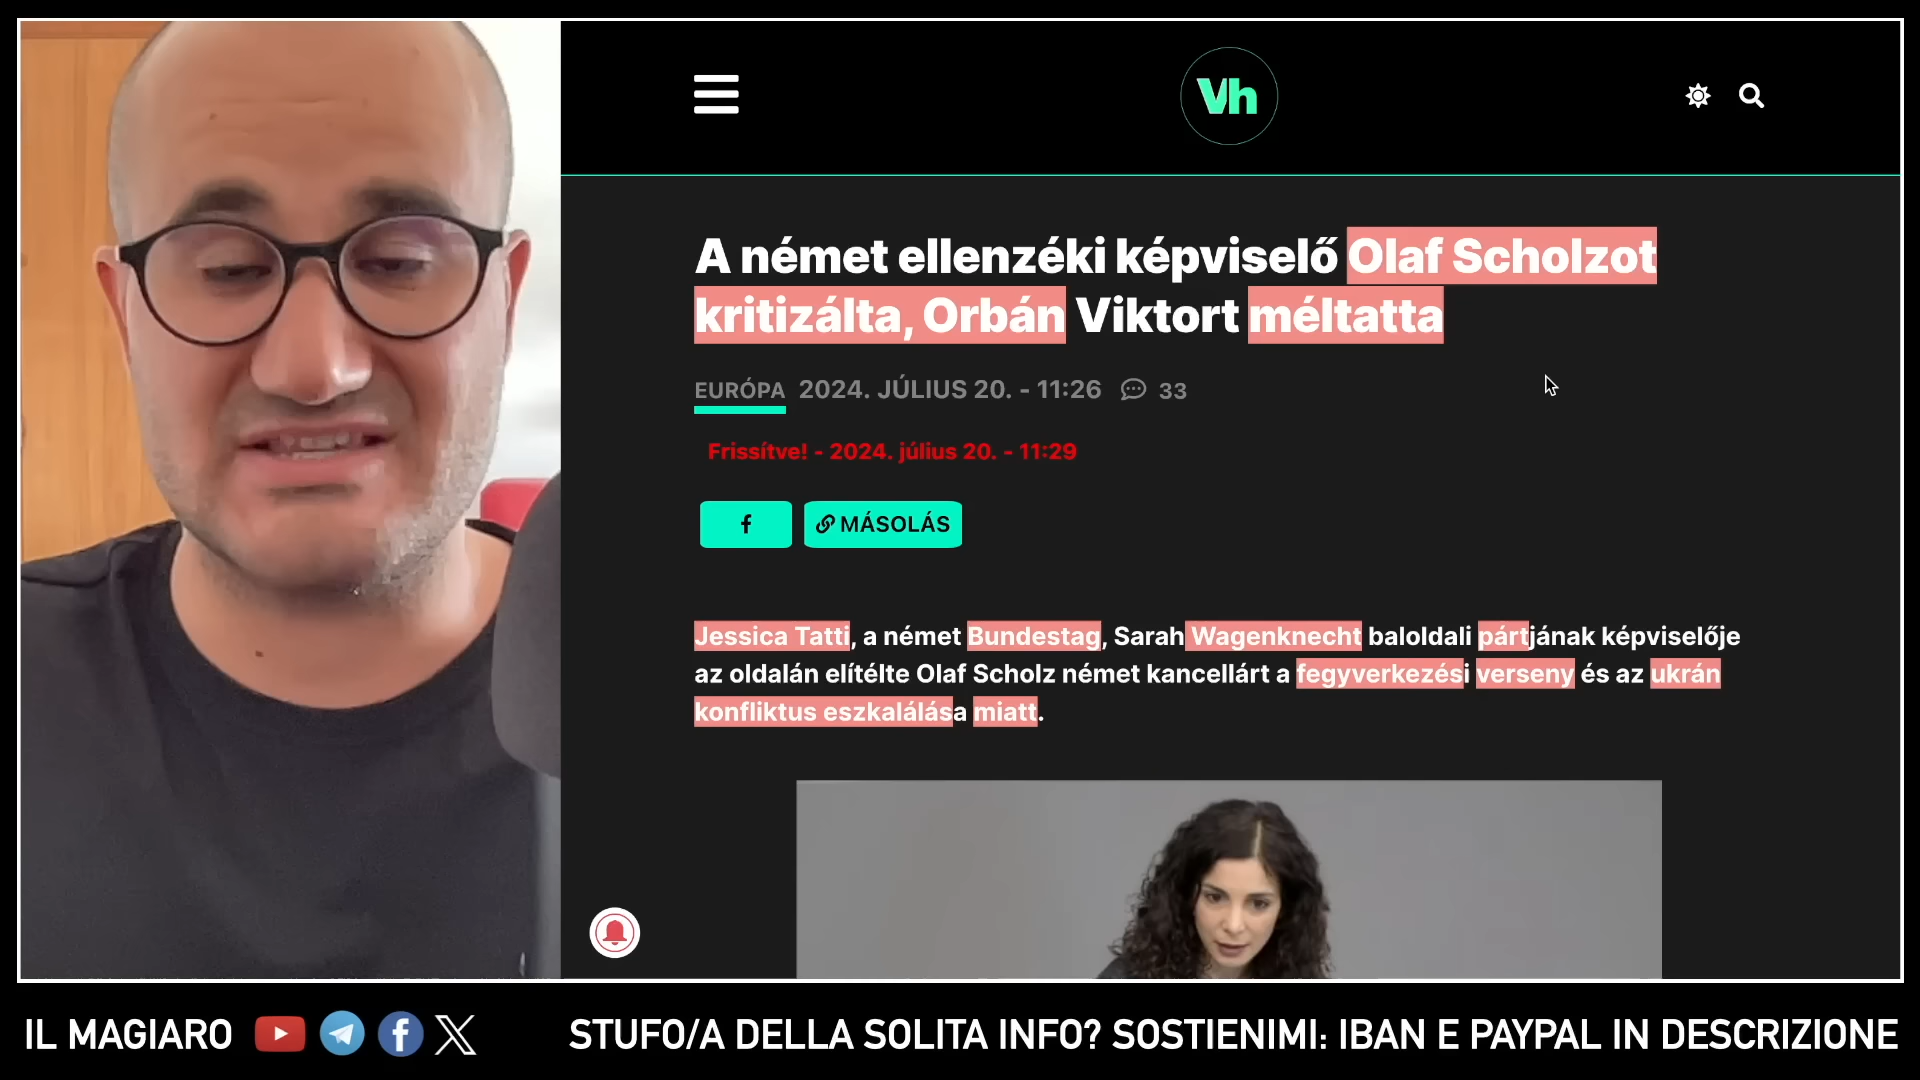 Vh
A német ellenzéki képviselő Olaf Scholzot
kritizálta, Orbán Viktort méltatta
EURÓPA 2024. JÚLIUS 20. - 11:26 33
Frissítve! - 2024. július 20. - 11:29
f MÁSOLÁS
Jessica Tatti, a német Bundestag, Sarah Wagenknecht baloldali pártjának képviselője
az oldalán elítélte Olaf Scholz német kancellárt a fegyverkezési verseny és az ukrán
konfliktus eszkalálása miatt.
IL MAGIARO f X STUFO/A DELLA SOLITA INFO? SOSTIENIMI: IBAN E PAYPAL IN DESCRIZIONE